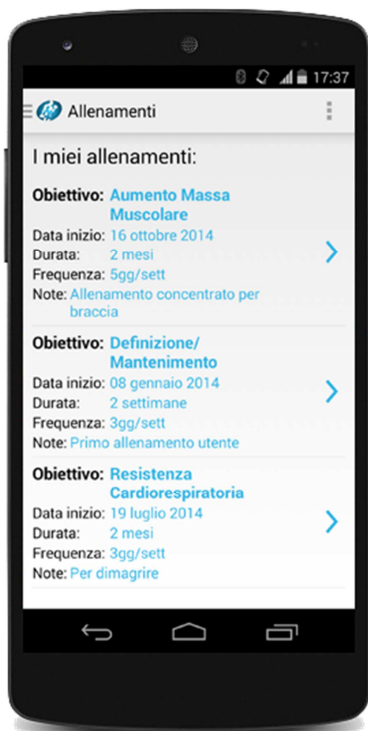 17:37
Allenamenti
I miei allenamenti:
Obiettivo: Aumento Massa
Muscolare
Data inizio: 16 ottobre 2014
Durata: 2 mesi
Frequenza: 5gg/sett
Note: Allenamento concentrato per
braccia
Obiettivo: Definizione/
Mantenimento
Data inizio: 08 gennaio 2014
Durata: 2 settimane
Frequenza: 3gg/sett
Note: Primo allenamento utente
Obiettivo: Resistenza
Cardiorespiratoria
Data inizio: 19 luglio 2014
Durata: 2 mesi
Frequenza: 3gg/sett
Note: Per dimagrire